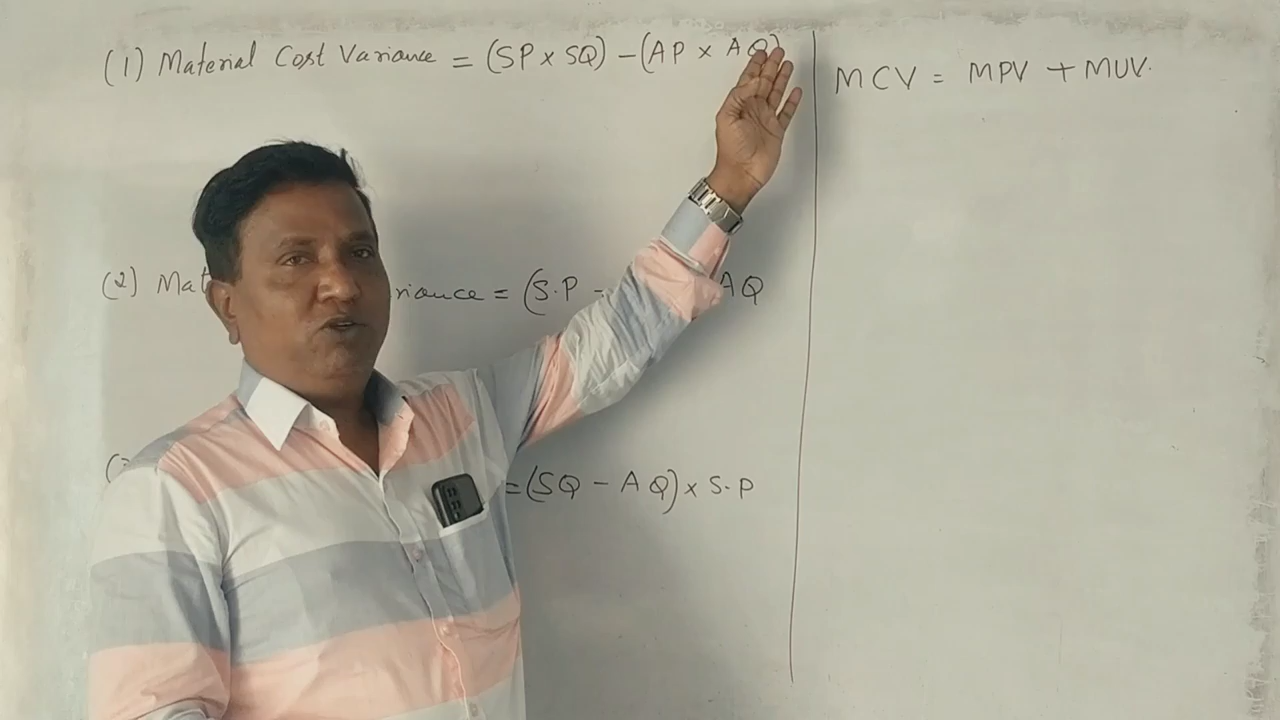 (1) Material Cost Variance = (SP x SQ) - (AP x AQ)
MCV = MPV + MUV.
(2) Mat riance = (S.P - AQ
= (SQ - AQ) x S.P